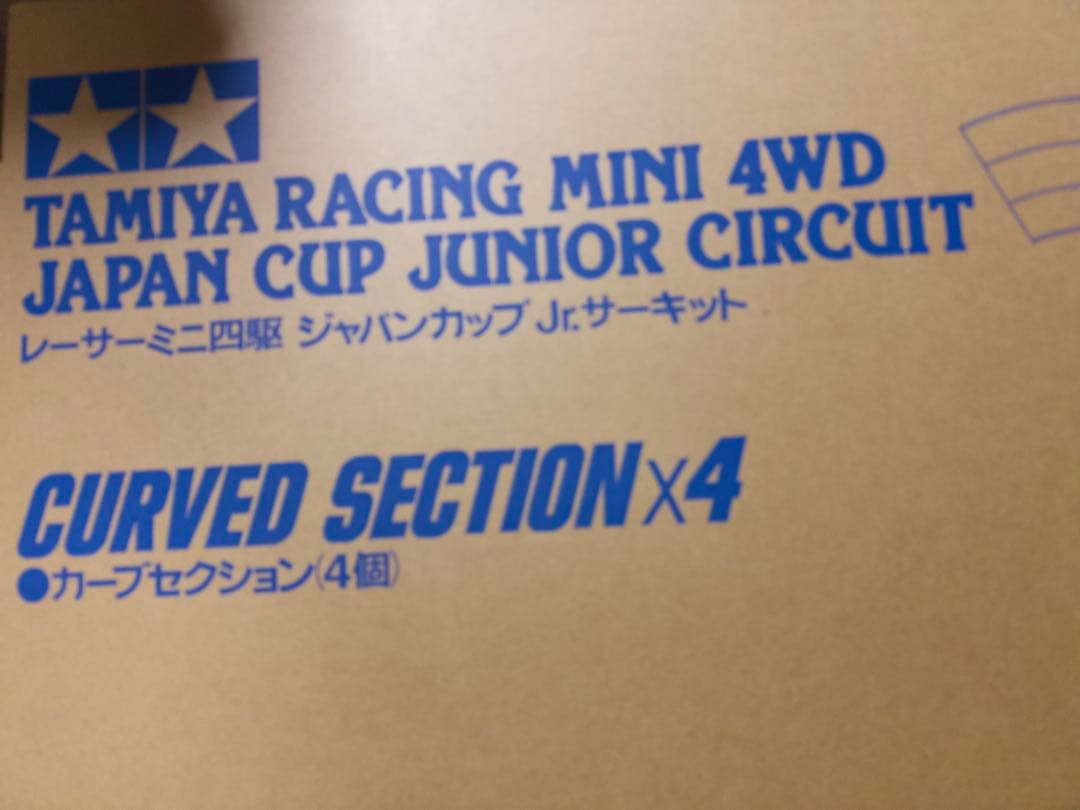 TAMIYA RACING MINI 4WD
JAPAN CUP JUNIOR CIRCUIT
レーサーミニ四駆 ジャパンカップ Jr.サーキット
CURVED SECTION x4
●カーブセクション(4個)